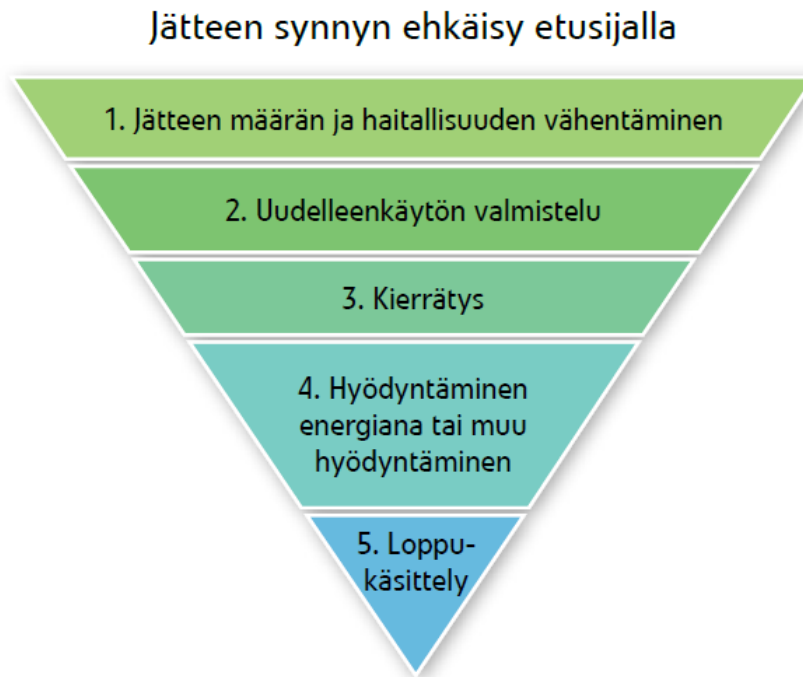 Jätteen synnyn ehkäisy etusijalla
1. Jätteen määrän ja haitallisuuden vähentäminen
2. Uudelleenkäytön valmistelu
3. Kierrätys
4. Hyödyntäminen
energiana tai muu
hyödyntäminen
5. Loppu-
käsittely